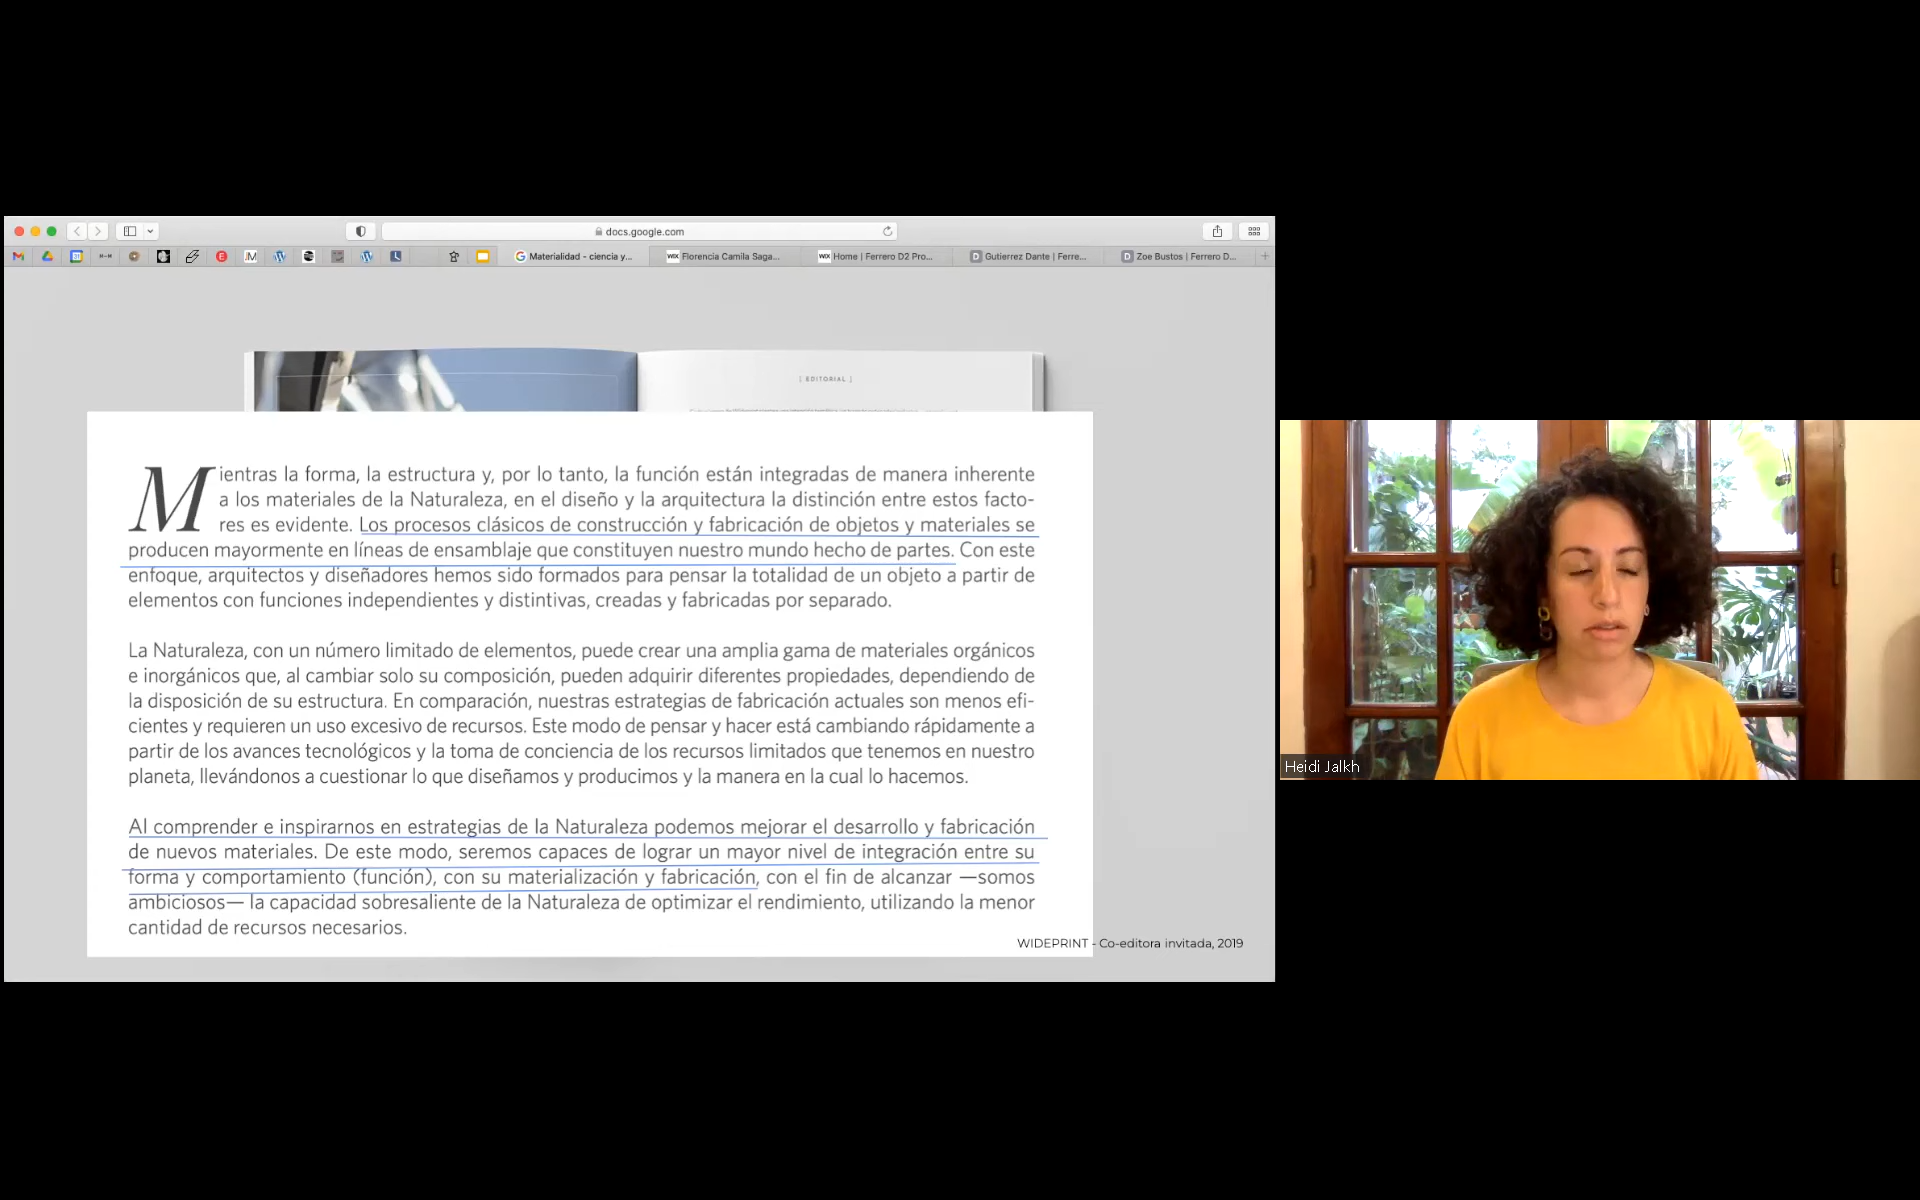 docs.google.com
Materialidad - ciencia y...
WIX Florencia Camila Saga...
WIX Home | Ferrero D2 Pro...
D Gutierrez Dante | Ferre...
D Zoe Bustos | Ferrero D...
[ EDITORIAL ]
Mientras la forma, la estructura y, por lo tanto, la función están integradas de manera inherente
a los materiales de la Naturaleza, en el diseño y la arquitectura la distinción entre estos facto-
res es evidente. Los procesos clásicos de construcción y fabricación de objetos y materiales se
producen mayormente en líneas de ensamblaje que constituyen nuestro mundo hecho de partes. Con este
enfoque, arquitectos y diseñadores hemos sido formados para pensar la totalidad de un objeto a partir de
elementos con funciones independientes y distintivas, creadas y fabricadas por separado.
La Naturaleza, con un número limitado de elementos, puede crear una amplia gama de materiales orgánicos
e inorgánicos que, al cambiar solo su composición, pueden adquirir diferentes propiedades, dependiendo de
la disposición de su estructura. En comparación, nuestras estrategias de fabricación actuales son menos efi-
cientes y requieren un uso excesivo de recursos. Este modo de pensar y hacer está cambiando rápidamente a
partir de los avances tecnológicos y la toma de conciencia de los recursos limitados que tenemos en nuestro
planeta, llevándonos a cuestionar lo que diseñamos y producimos y la manera en la cual lo hacemos.
Al comprender e inspirarnos en estrategias de la Naturaleza podemos mejorar el desarrollo y fabricación
de nuevos materiales. De este modo, seremos capaces de lograr un mayor nivel de integración entre su
forma y comportamiento (función), con su materialización y fabricación, con el fin de alcanzar —somos
ambiciosos— la capacidad sobresaliente de la Naturaleza de optimizar el rendimiento, utilizando la menor
cantidad de recursos necesarios.
WIDEPRINT - Co-editora invitada, 2019
Heidi Jalkh